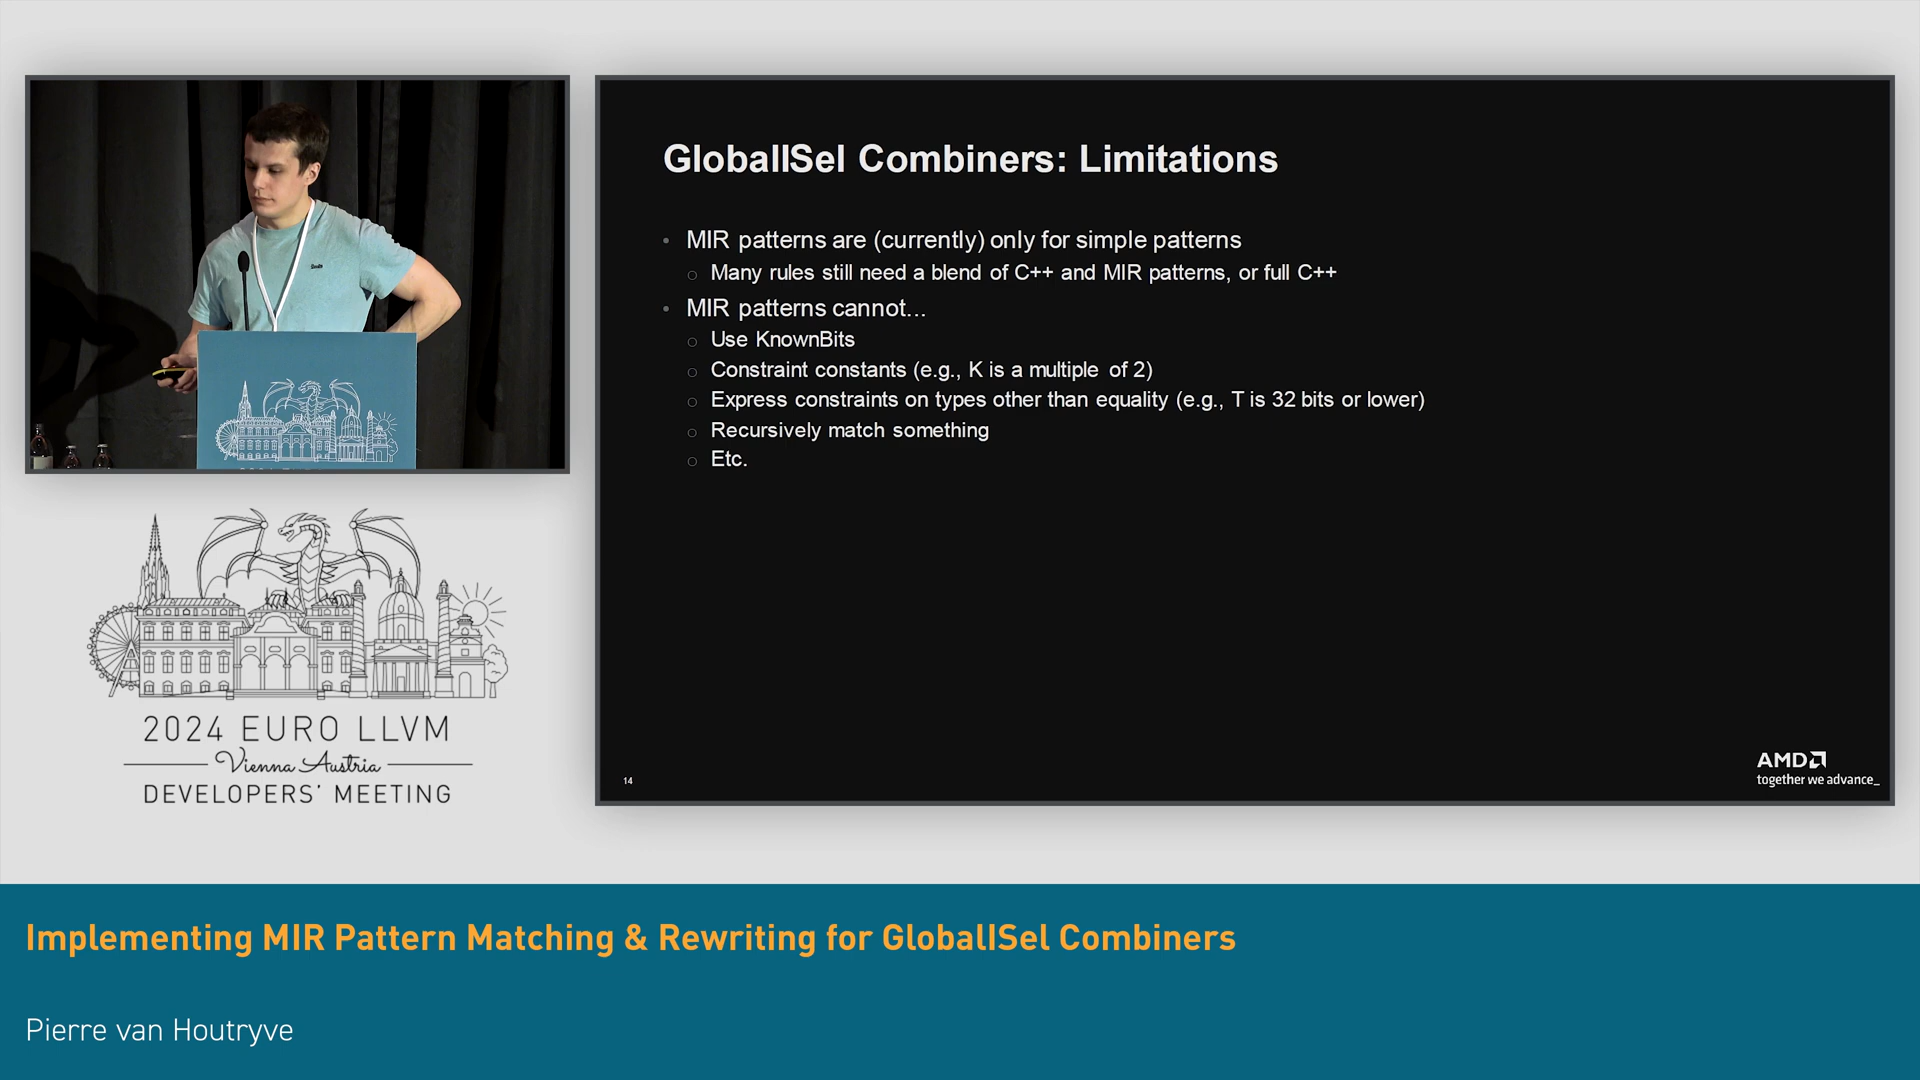 GlobalISel Combiners: Limitations
MIR patterns are (currently) only for simple patterns
Many rules still need a blend of C++ and MIR patterns, or full C++
MIR patterns cannot...
Use KnownBits
Constraint constants (e.g., K is a multiple of 2)
Express constraints on types other than equality (e.g., T is 32 bits or lower)
Recursively match something
Etc.
14
AMD
together we advance_
2024 EURO LLVM
Vienna Austria
DEVELOPERS' MEETING
Implementing MIR Pattern Matching & Rewriting for GlobalISel Combiners
Pierre van Houtryve